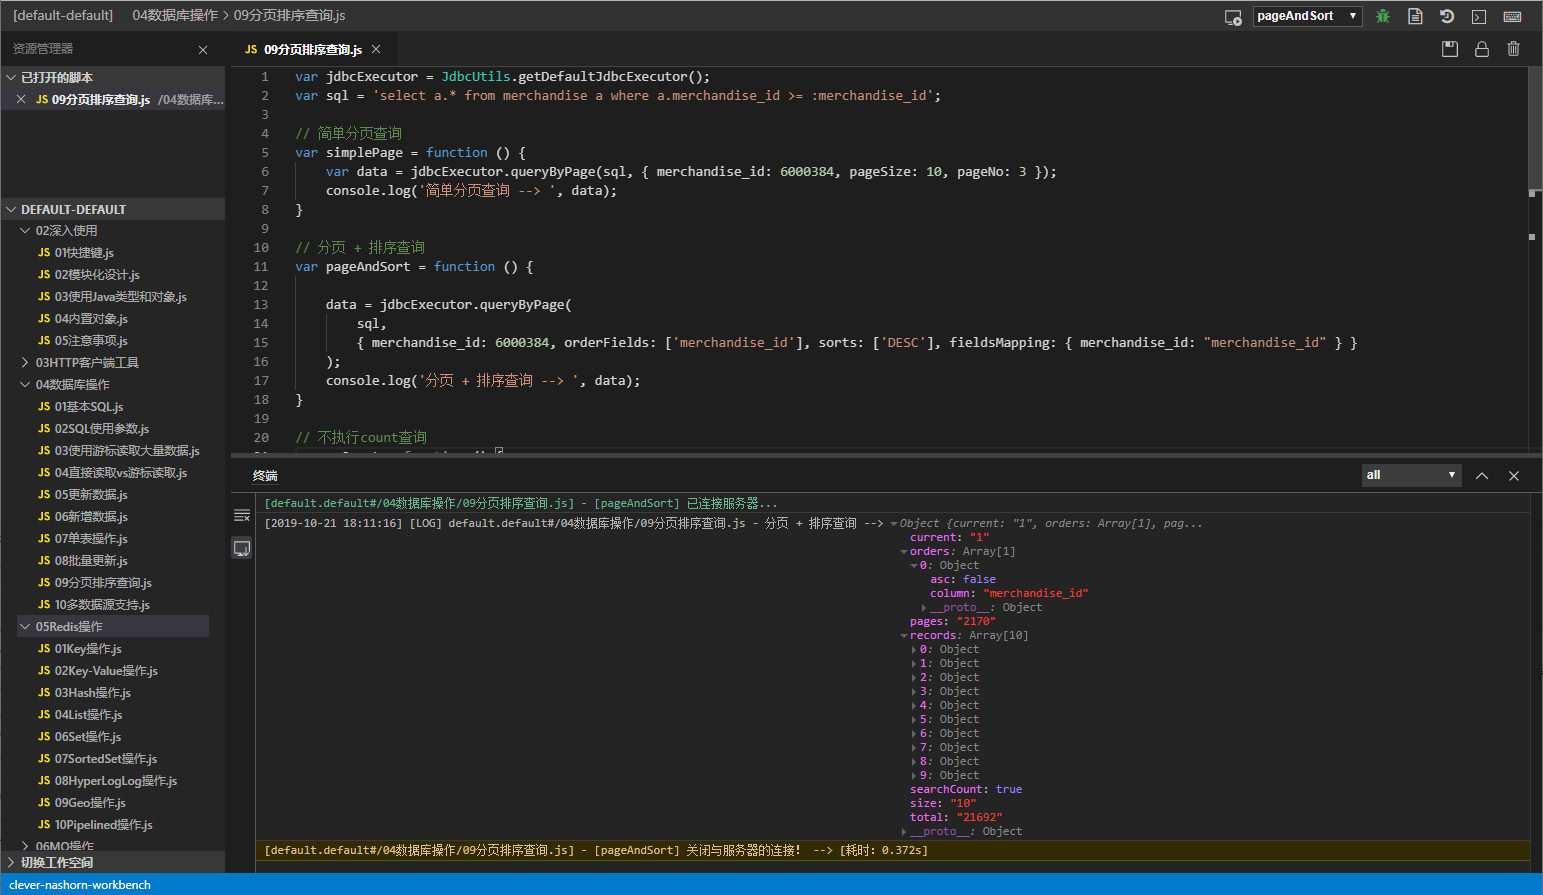 [default-default] 04数据库操作 > 09分页排序查询.js
pageAndSort
资源管理器
已打开的脚本
JS 09分页排序查询.js /04数据库...
DEFAULT-DEFAULT
02深入使用
JS 01快捷键.js
JS 02模块化设计.js
JS 03使用Java类型和对象.js
JS 04内置对象.js
JS 05注意事项.js
03HTTP客户端工具
04数据库操作
JS 01基本SQL.js
JS 02SQL使用参数.js
JS 03使用游标读取大量数据.js
JS 04直接读取vs游标读取.js
JS 05更新数据.js
JS 06新增数据.js
JS 07单表操作.js
JS 08批量更新.js
JS 09分页排序查询.js
JS 10多数据源支持.js
05Redis操作
JS 01Key操作.js
JS 02Key-Value操作.js
JS 03Hash操作.js
JS 04List操作.js
JS 06Set操作.js
JS 07SortedSet操作.js
JS 08HyperLogLog操作.js
JS 09Geo操作.js
JS 10Pipelined操作.js
06MQ操作
切换工作空间
JS 09分页排序查询.js
1 var jdbcExecutor = JdbcUtils.getDefaultJdbcExecutor();
2 var sql = 'select a.* from merchandise a where a.merchandise_id >= :merchandise_id';
3
4 // 简单分页查询
5 var simplePage = function () {
6 var data = jdbcExecutor.queryByPage(sql, { merchandise_id: 6000384, pageSize: 10, pageNo: 3 });
7 console.log('简单分页查询 --> ', data);
8 }
9
10 // 分页 + 排序查询
11 var pageAndSort = function () {
12
13 data = jdbcExecutor.queryByPage(
14 sql,
15 { merchandise_id: 6000384, orderFields: ['merchandise_id'], sorts: ['DESC'], fieldsMapping: { merchandise_id: "merchandise_id" } }
16 );
17 console.log('分页 + 排序查询 --> ', data);
18 }
19
20 // 不执行count查询
终端
all
[default.default#/04数据库操作/09分页排序查询.js] - [pageAndSort] 已连接服务器...
[2019-10-21 18:11:16] [LOG] default.default#/04数据库操作/09分页排序查询.js - 分页 + 排序查询 --> Object {current: "1", orders: Array[1], pag...
current: "1"
orders: Array[1]
0: Object
asc: false
column: "merchandise_id"
__proto__: Object
pages: "2170"
records: Array[10]
0: Object
1: Object
2: Object
3: Object
4: Object
5: Object
6: Object
7: Object
8: Object
9: Object
searchCount: true
size: "10"
total: "21692"
__proto__: Object
[default.default#/04数据库操作/09分页排序查询.js] - [pageAndSort] 关闭与服务器的连接! --> [耗时: 0.372s]
clever-nashorn-workbench